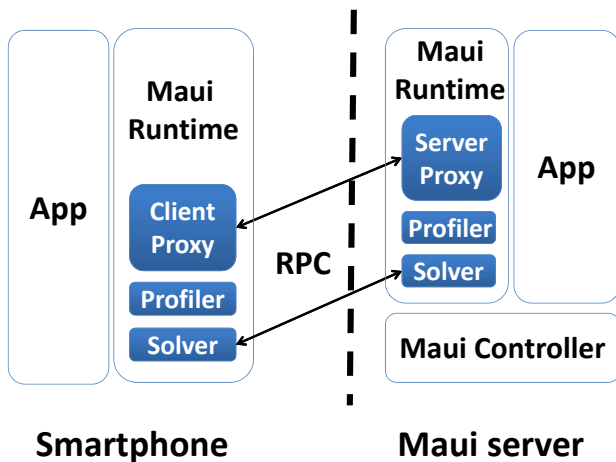 App
Maui
Runtime
Client
Proxy
Profiler
Solver
RPC
Maui
Runtime
Server
Proxy
Profiler
Solver
App
Maui Controller
Smartphone
Maui server